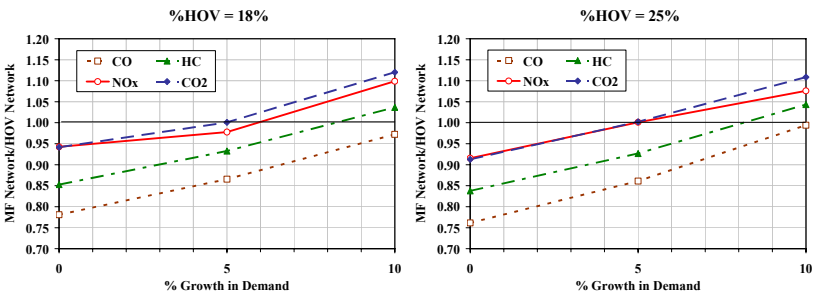 %HOV = 18%
MF Network/HOV Network
1.20
1.15
1.10
1.05
1.00
0.95
0.90
0.85
0.80
0.75
0.70
CO
HC
NOx
CO2
0
5
10
% Growth in Demand
%HOV = 25%
MF Network/HOV Network
1.20
1.15
1.10
1.05
1.00
0.95
0.90
0.85
0.80
0.75
0.70
CO
HC
NOx
CO2
0
5
10
% Growth in Demand